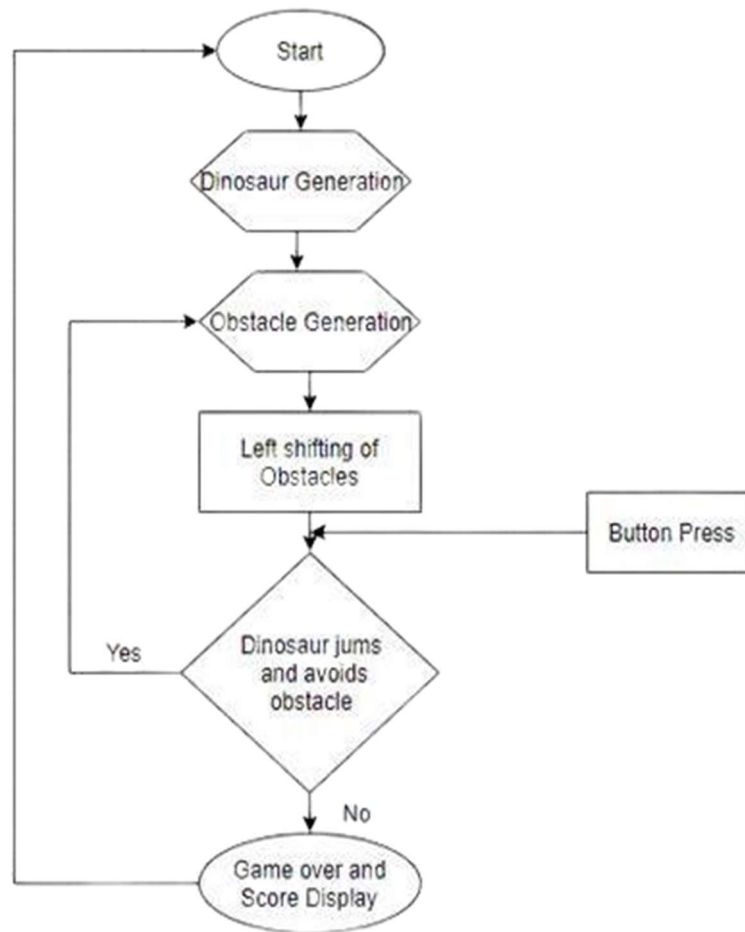 Start
Dinosaur Generation
Obstacle Generation
Left shifting of
Obstacles
Button Press
Yes
Dinosaur jums
and avoids
obstacle
No
Game over and
Score Display